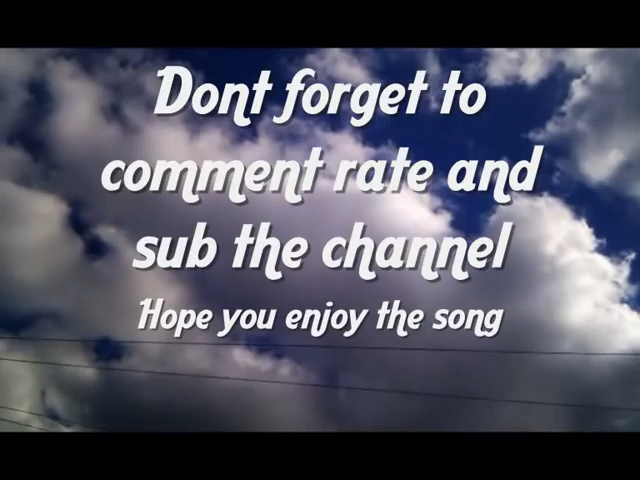 Dont forget to
comment rate and
sub the channel
Hope you enjoy the song